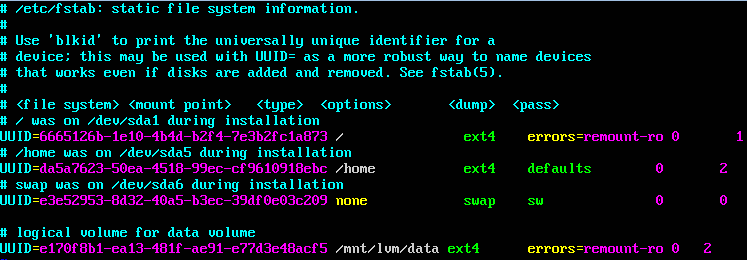 # /etc/fstab: static file system information.
#
# Use 'blkid' to print the universally unique identifier for a
# device; this may be used with UUID= as a more robust way to name devices
# that works even if disks are added and removed. See fstab(5).
#
# <file system> <mount point> <type> <options> <dump> <pass>
# / was on /dev/sda1 during installation
UUID=6665126b-1e10-4b4d-b2f4-7e3b2fc1a873 / ext4 errors=remount-ro 0 1
# /home was on /dev/sda5 during installation
UUID=da5a7623-50ea-4518-99ec-cf9610918ebc /home ext4 defaults 0 2
# swap was on /dev/sda6 during installation
UUID=e3e52953-8d32-40a5-b3ec-39df0e03c209 none swap sw 0 0
# logical volume for data volume
UUID=e170f8b1-ea13-481f-ae91-e77d3e48acf5 /mnt/lvm/data ext4 errors=remount-ro 0 2